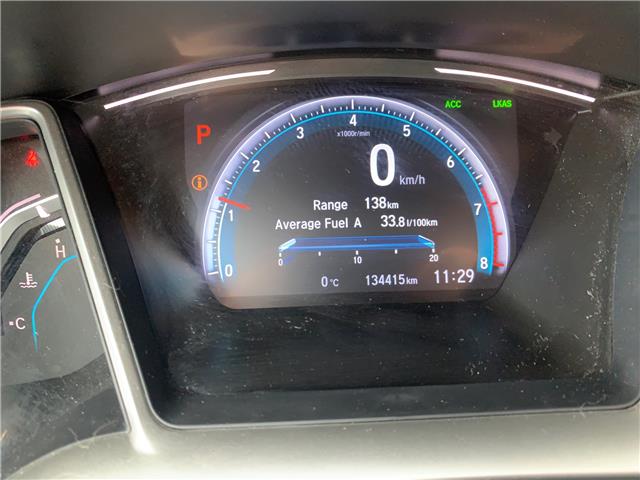 ACC LKAS
P
x1000r/min
0 1 2 3 4 5 6 7 8
0 km/h
i
Range 138km
Average Fuel A 33.8l/100km
0 10 20
0°C 134415km 11:29
H
C